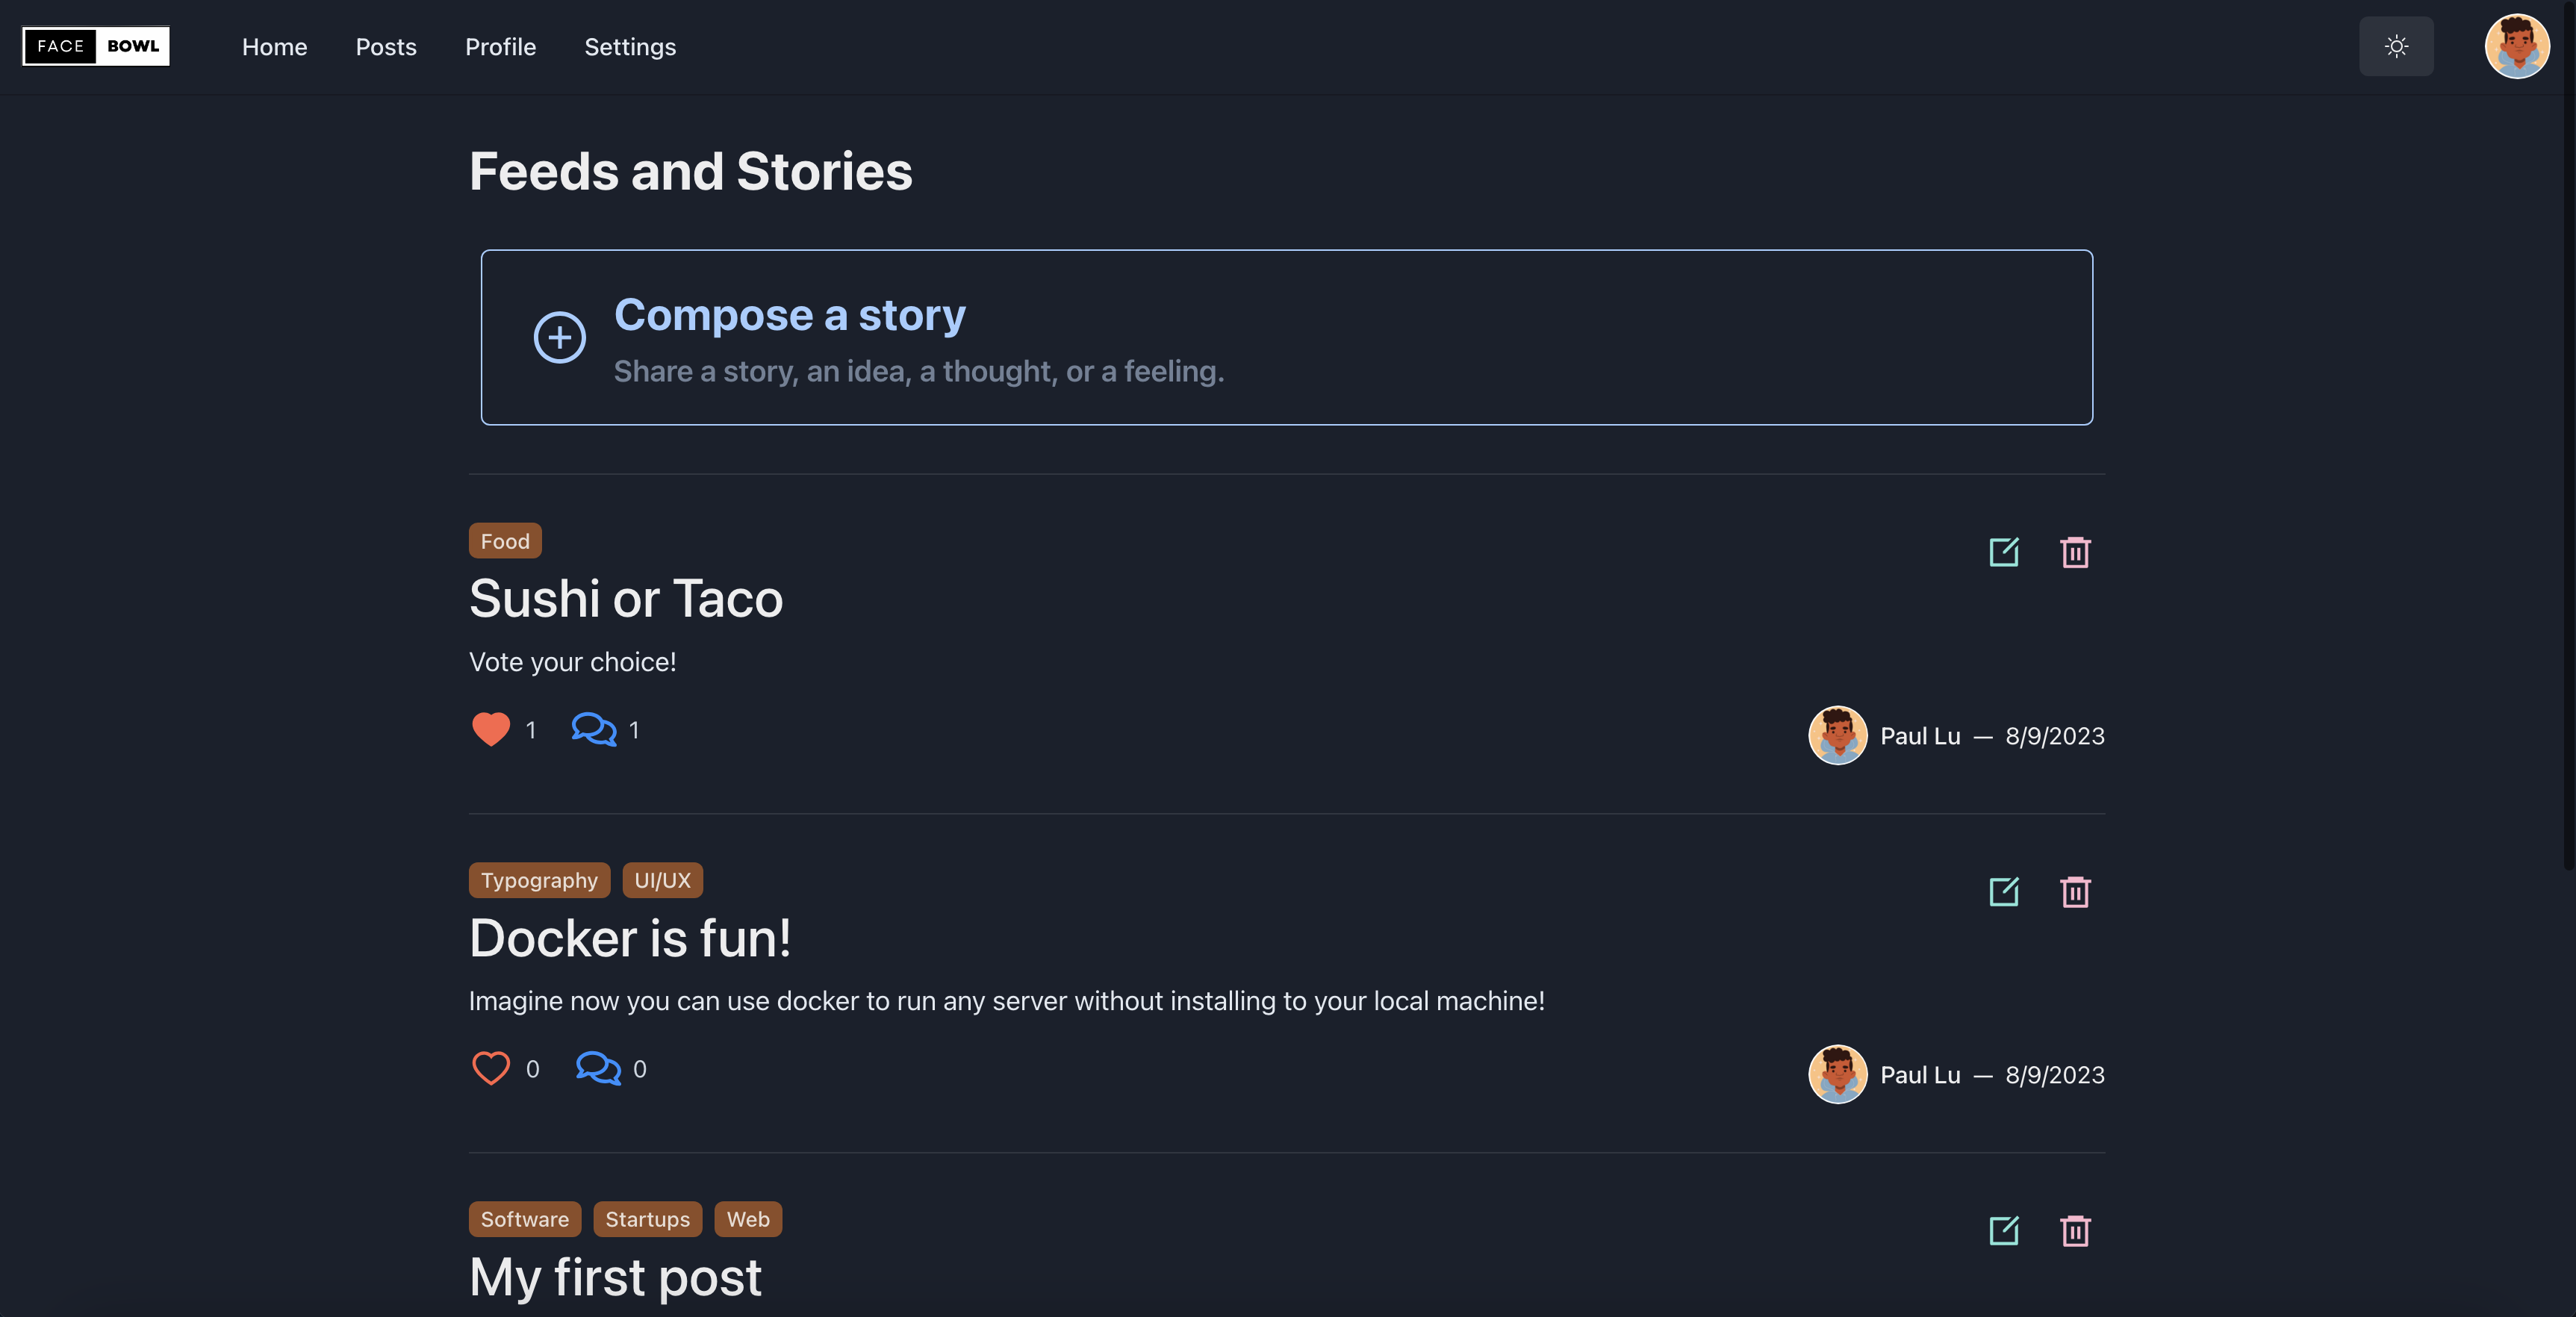 FACE BOWL
Home Posts Profile Settings
Feeds and Stories
Compose a story
Share a story, an idea, a thought, or a feeling.
Food
Sushi or Taco
Vote your choice!
1 1
Paul Lu — 8/9/2023
Typography UI/UX
Docker is fun!
Imagine now you can use docker to run any server without installing to your local machine!
0 0
Paul Lu — 8/9/2023
Software Startups Web
My first post